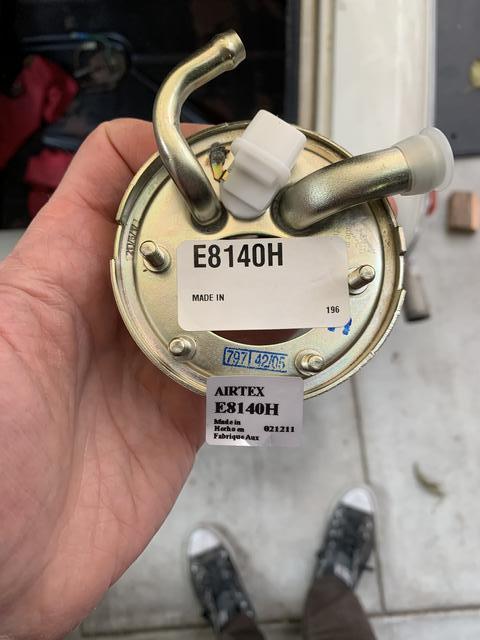 E8140H
MADE IN
196
797 42/05
AIRTEX
E8140H
Made in
Hecho en 021211
Fabrique Aux